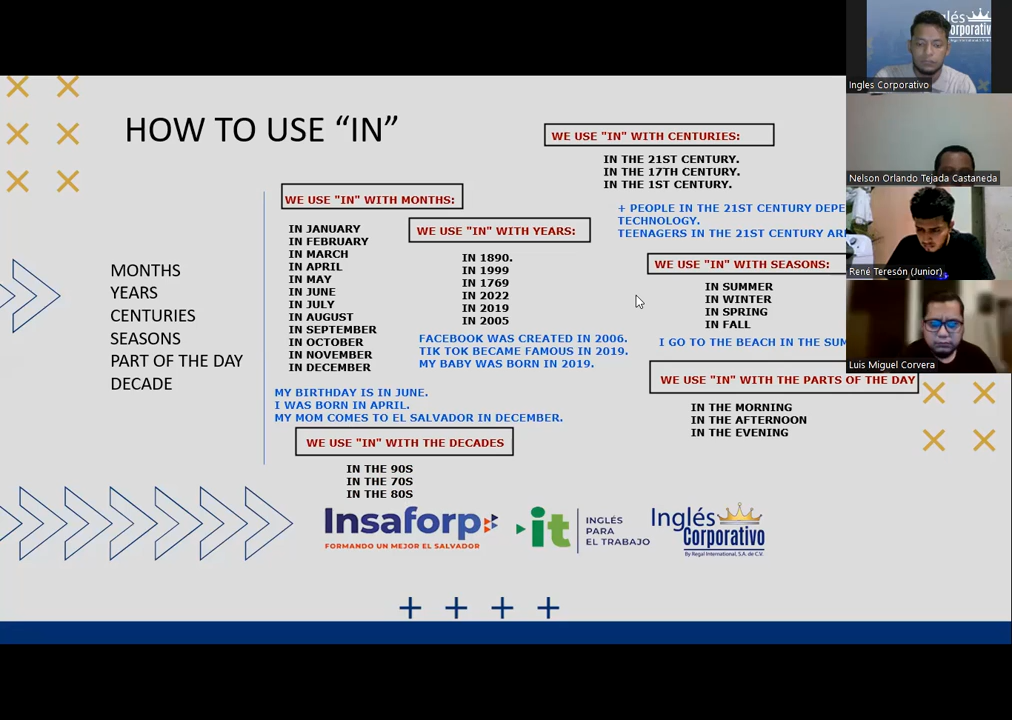 HOW TO USE “IN”
MONTHS
YEARS
CENTURIES
SEASONS
PART OF THE DAY
DECADE
WE USE "IN" WITH MONTHS:
IN JANUARY
IN FEBRUARY
IN MARCH
IN APRIL
IN MAY
IN JUNE
IN JULY
IN AUGUST
IN SEPTEMBER
IN OCTOBER
IN NOVEMBER
IN DECEMBER
MY BIRTHDAY IS IN JUNE.
I WAS BORN IN APRIL.
MY MOM COMES TO EL SALVADOR IN DECEMBER.
WE USE "IN" WITH YEARS:
IN 1890.
IN 1999
IN 1769
IN 2022
IN 2019
IN 2005
FACEBOOK WAS CREATED IN 2006.
TIK TOK BECAME FAMOUS IN 2019.
MY BABY WAS BORN IN 2019.
WE USE "IN" WITH THE DECADES
IN THE 90S
IN THE 70S
IN THE 80S
WE USE "IN" WITH CENTURIES:
IN THE 21ST CENTURY.
IN THE 17TH CENTURY.
IN THE 1ST CENTURY.
+ PEOPLE IN THE 21ST CENTURY DEPE
TECHNOLOGY.
TEENAGERS IN THE 21ST CENTURY AR
WE USE "IN" WITH SEASONS:
IN SUMMER
IN WINTER
IN SPRING
IN FALL
I GO TO THE BEACH IN THE SUM
WE USE "IN" WITH THE PARTS OF THE DAY
IN THE MORNING
IN THE AFTERNOON
IN THE EVENING
Insaforp
FORMANDO UN MEJOR EL SALVADOR
it
INGLÉS
PARA
EL TRABAJO
Inglés
Corporativo
By Regal International, S.A. de C.V.
Ingles Corporativo
Nelson Orlando Tejada Castaneda
René Teresón (Junior)
Luis Miguel Corvera